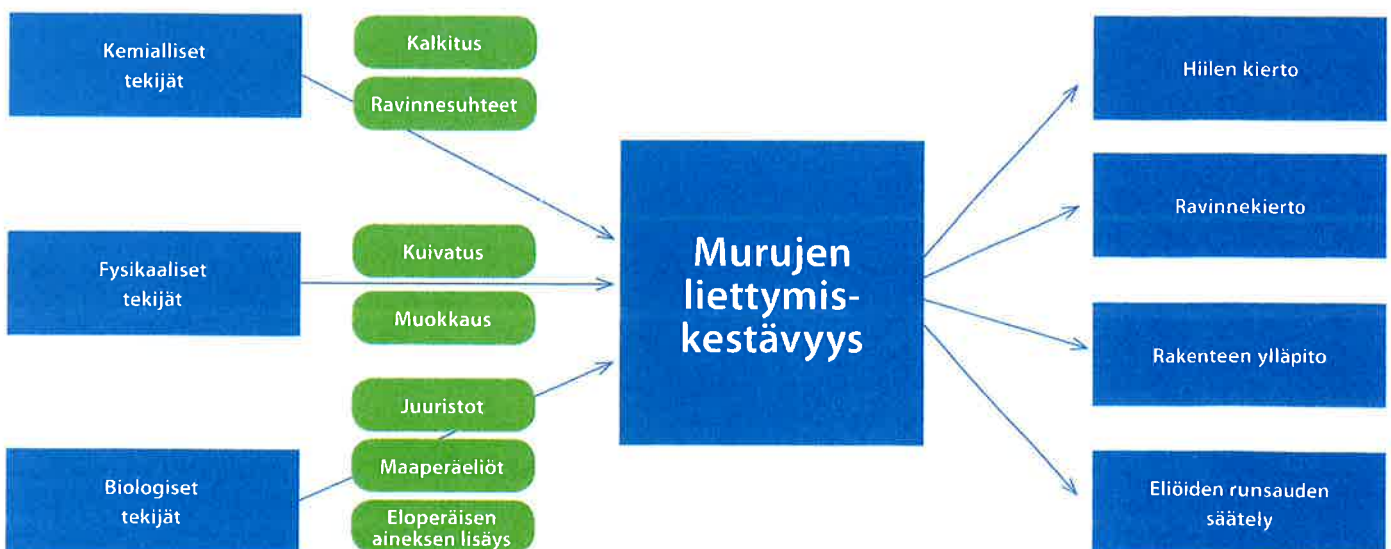 Kemialliset
tekijät
Kalkitus
Ravinnesuhteet
Fysikaaliset
tekijät
Kuivatus
Muokkaus
Biologiset
tekijät
Juuristot
Maaperäeliöt
Eloperäisen
aineksen lisäys
Murujen
liettymis-
kestävyys
Hiilen kierto
Ravinnekierto
Rakenteen ylläpito
Eliöiden runsauden
säätely